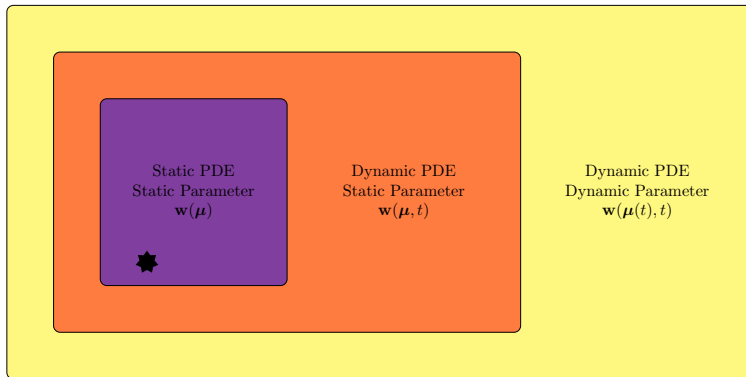 Static PDE
Static Parameter
w(μ)
Dynamic PDE
Static Parameter
w(μ, t)
Dynamic PDE
Dynamic Parameter
w(μ(t), t)